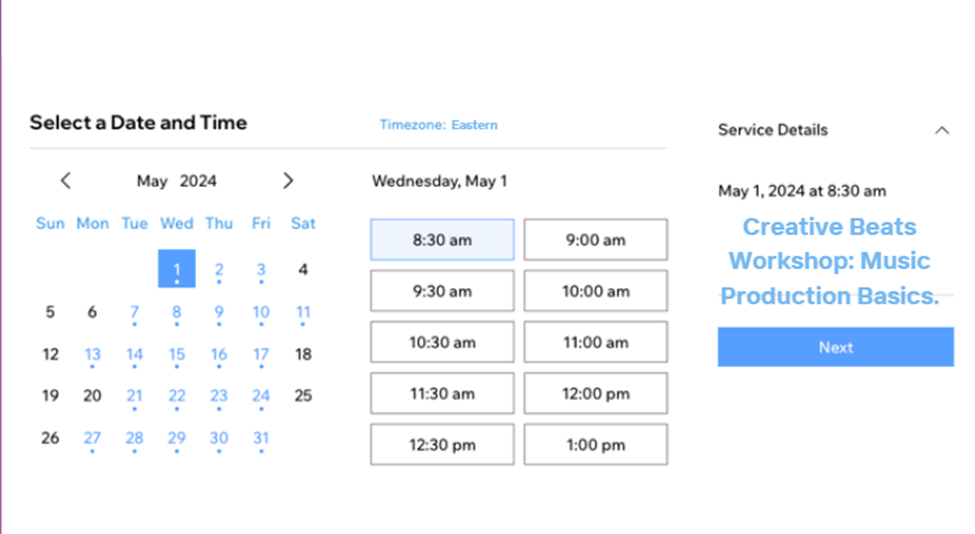 Select a Date and Time
Timezone: Eastern
May 2024
Sun Mon Tue Wed Thu Fri Sat
1 2 3 4
5 6 7 8 9 10 11
12 13 14 15 16 17 18
19 20 21 22 23 24 25
26 27 28 29 30 31
Wednesday, May 1
8:30 am 9:00 am
9:30 am 10:00 am
10:30 am 11:00 am
11:30 am 12:00 pm
12:30 pm 1:00 pm
Service Details
May 1, 2024 at 8:30 am
Creative Beats
Workshop: Music
Production Basics.
Next